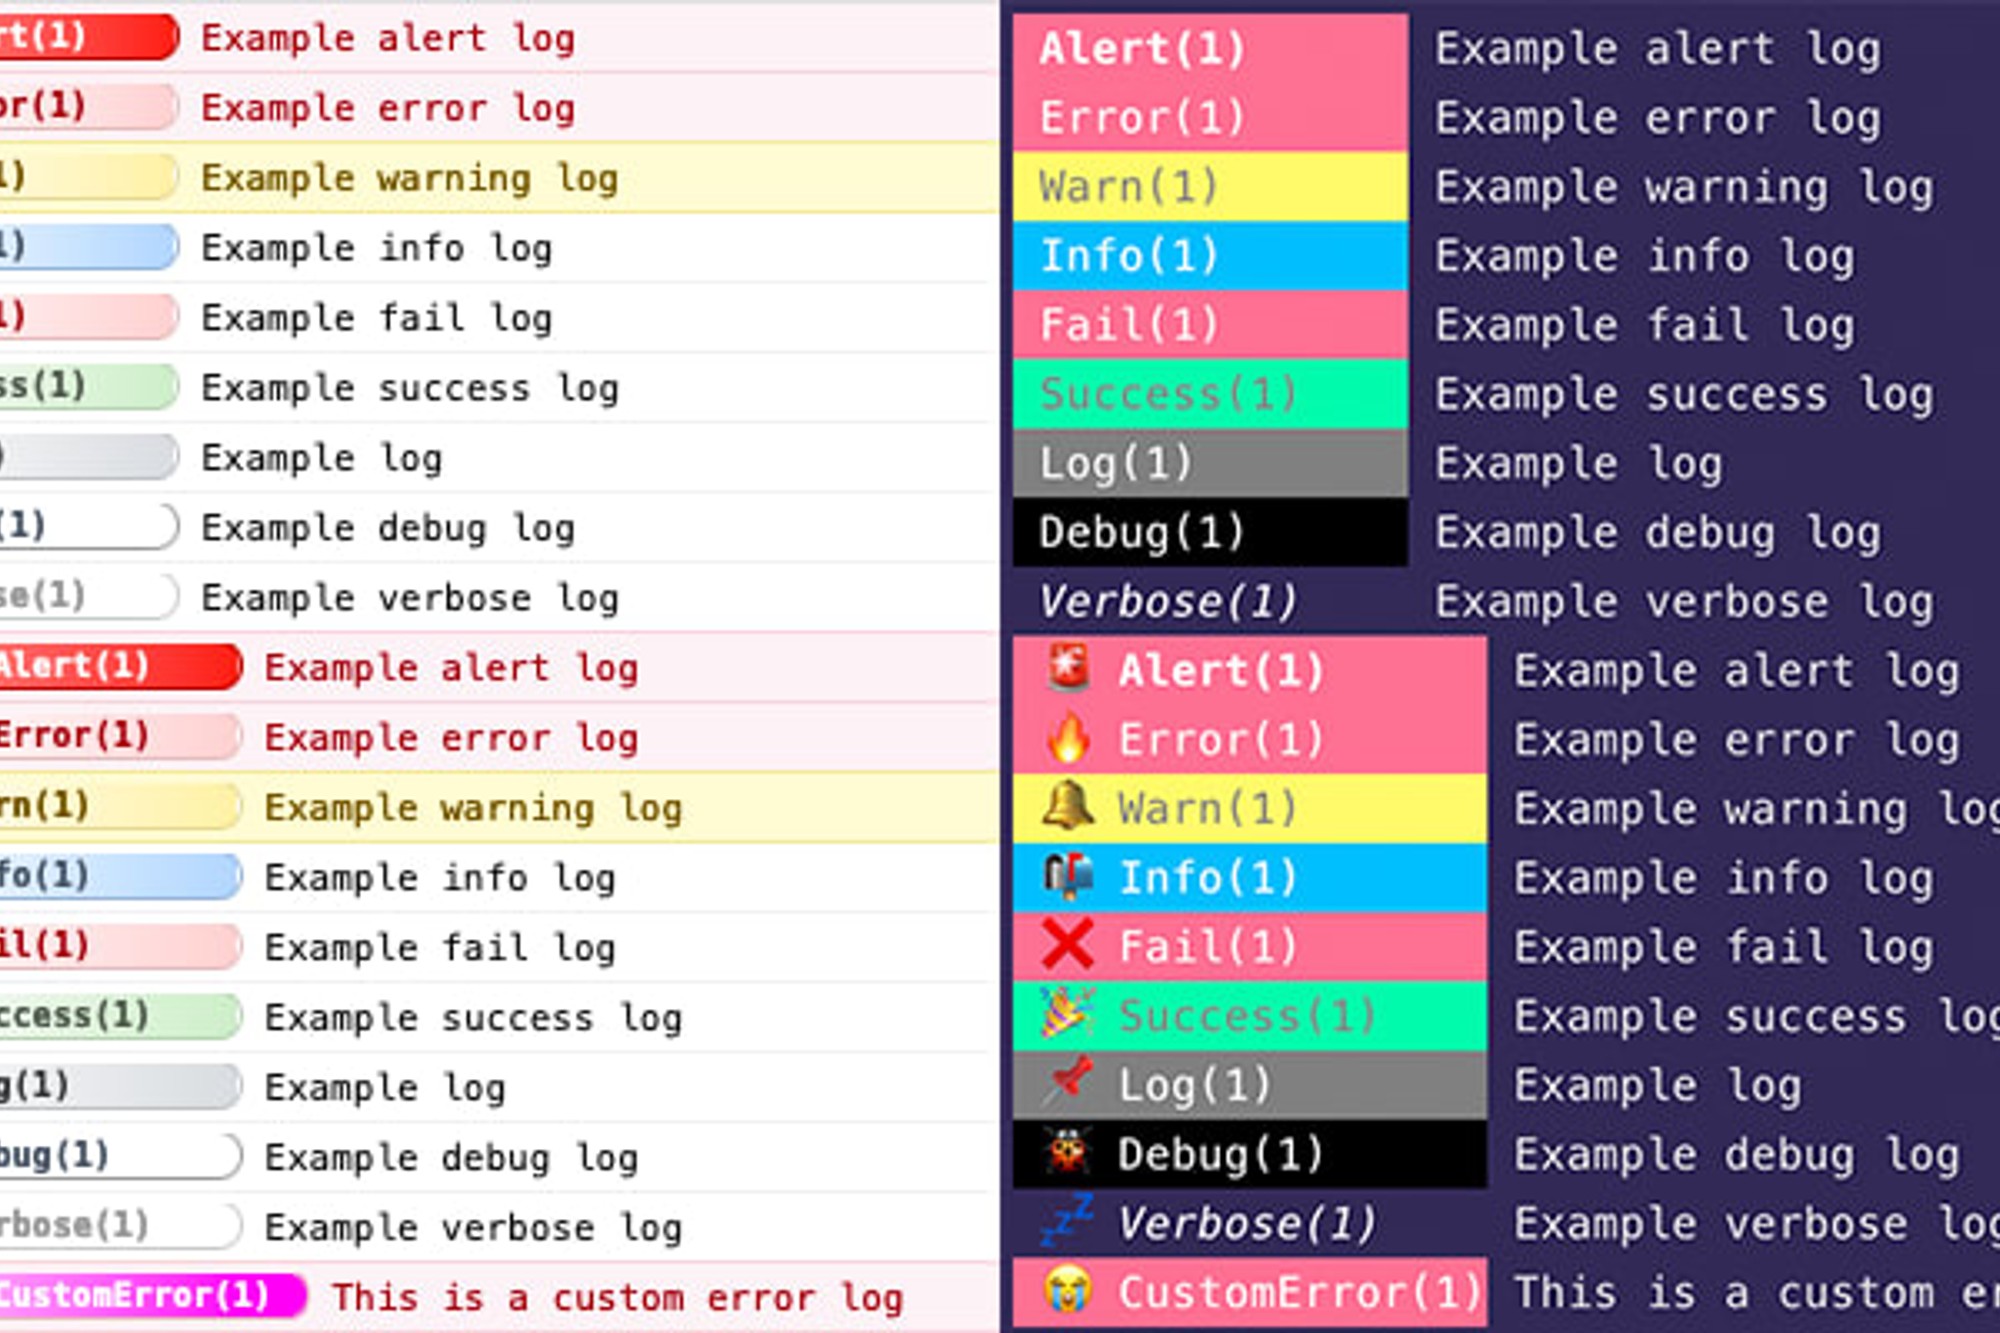 rt(1) Example alert log
or(1) Example error log
1) Example warning log
1) Example info log
1) Example fail log
ss(1) Example success log
) Example log
(1) Example debug log
se(1) Example verbose log
Alert(1) Example alert log
Error(1) Example error log
rn(1) Example warning log
fo(1) Example info log
il(1) Example fail log
ccess(1) Example success log
g(1) Example log
bug(1) Example debug log
rbose(1) Example verbose log
CustomError(1) This is a custom error log
Alert(1) Example alert log
Error(1) Example error log
Warn(1) Example warning log
Info(1) Example info log
Fail(1) Example fail log
Success(1) Example success log
Log(1) Example log
Debug(1) Example debug log
Verbose(1) Example verbose log
Alert(1) Example alert log
Error(1) Example error log
Warn(1) Example warning log
Info(1) Example info log
Fail(1) Example fail log
Success(1) Example success log
Log(1) Example log
Debug(1) Example debug log
Verbose(1) Example verbose log
CustomError(1) This is a custom er